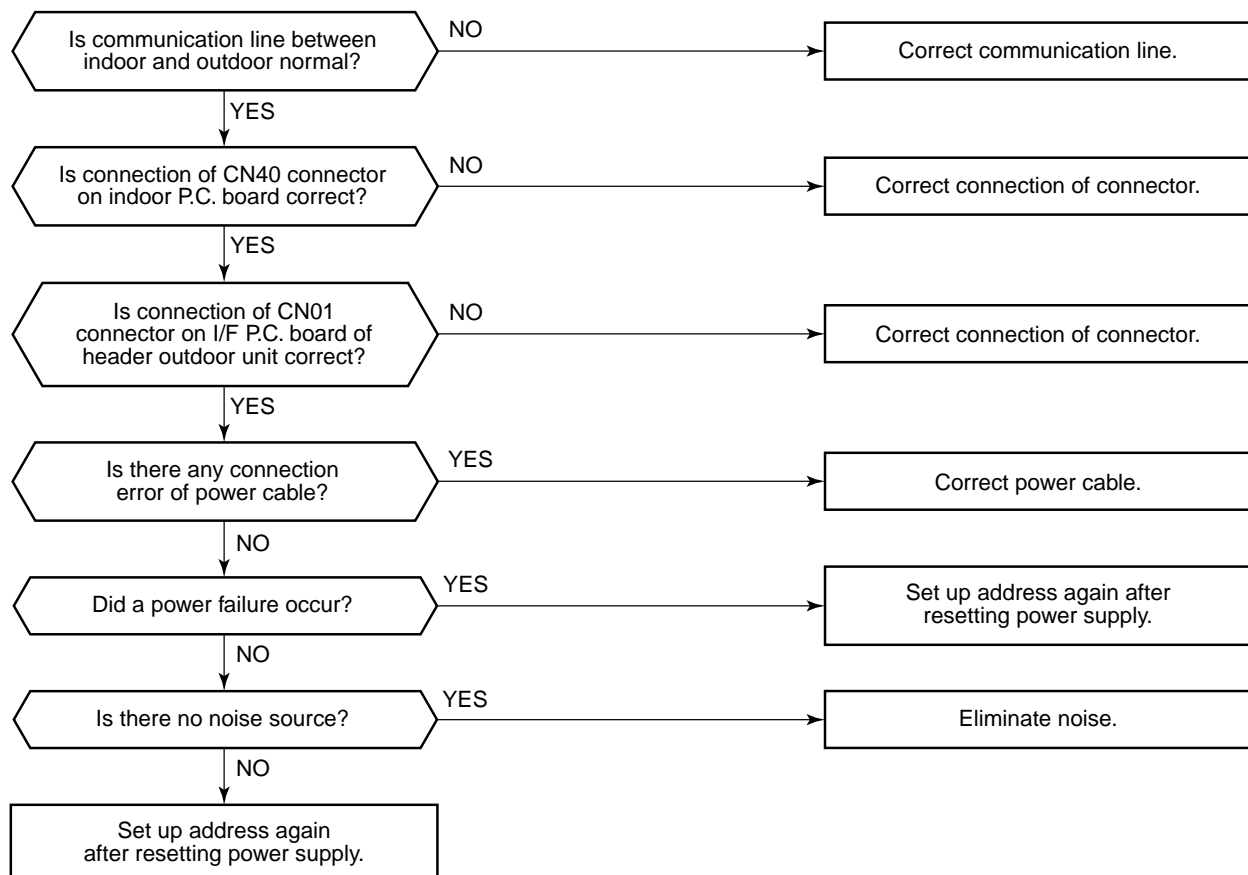 Is communication line between
indoor and outdoor normal?
NO
Correct communication line.
YES
Is connection of CN40 connector
on indoor P.C. board correct?
NO
Correct connection of connector.
YES
Is connection of CN01
connector on I/F P.C. board of
header outdoor unit correct?
NO
Correct connection of connector.
YES
Is there any connection
error of power cable?
YES
Correct power cable.
NO
Did a power failure occur?
YES
Set up address again after
resetting power supply.
NO
Is there no noise source?
YES
Eliminate noise.
NO
Set up address again
after resetting power supply.